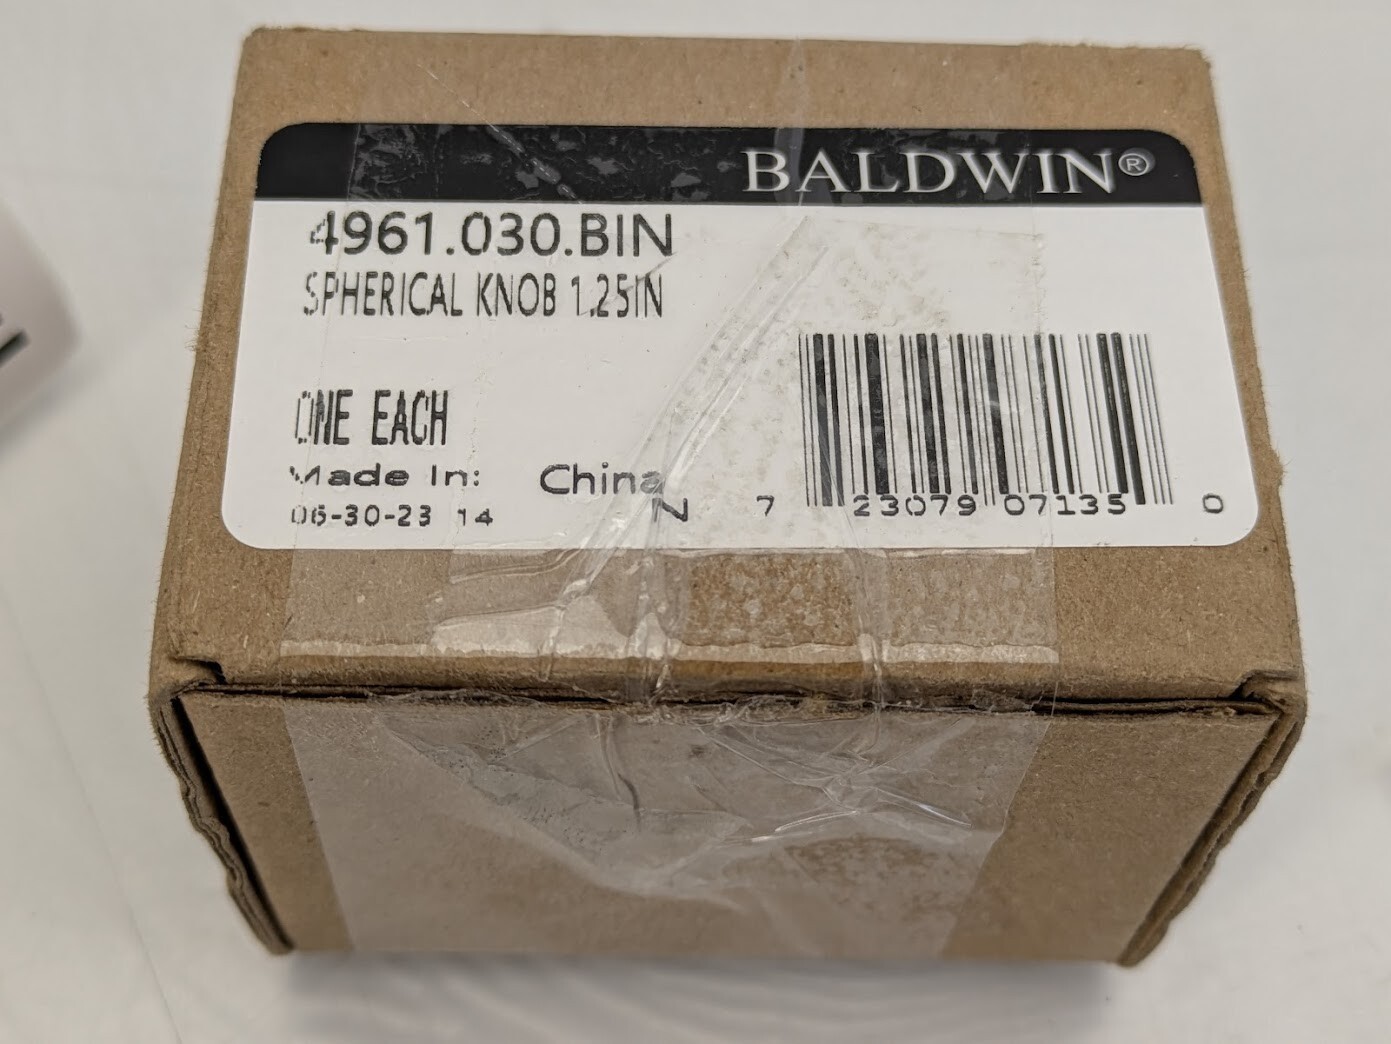 BALDWIN®
4961.030.BIN
SPHERICAL KNOB 1.25IN
ONE EACH
Made In: China
06-30-23 14
N
7 23079 07135 0